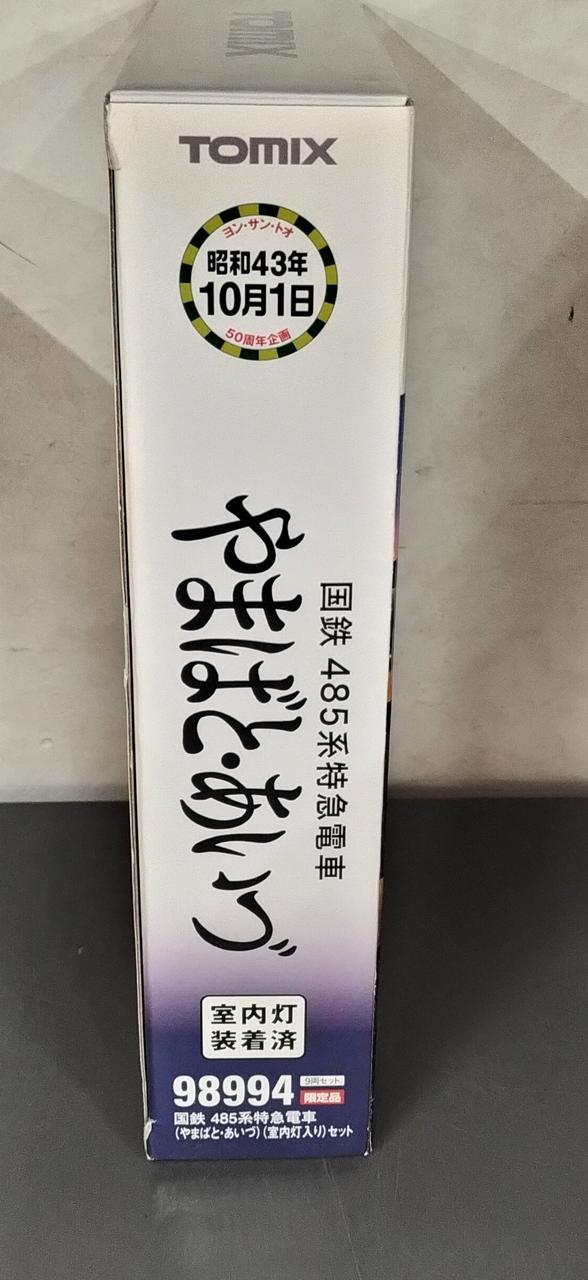 TOMIX
TOMIX
ヨン・サン・トオ
昭和43年
10月1日
50周年企画
国鉄 485系特急電車
やまばと・あいづ
室内灯
装着済
98994 9両セット
限定品
国鉄 485系特急電車
(やまばと・あいづ)(室内灯入り)セット